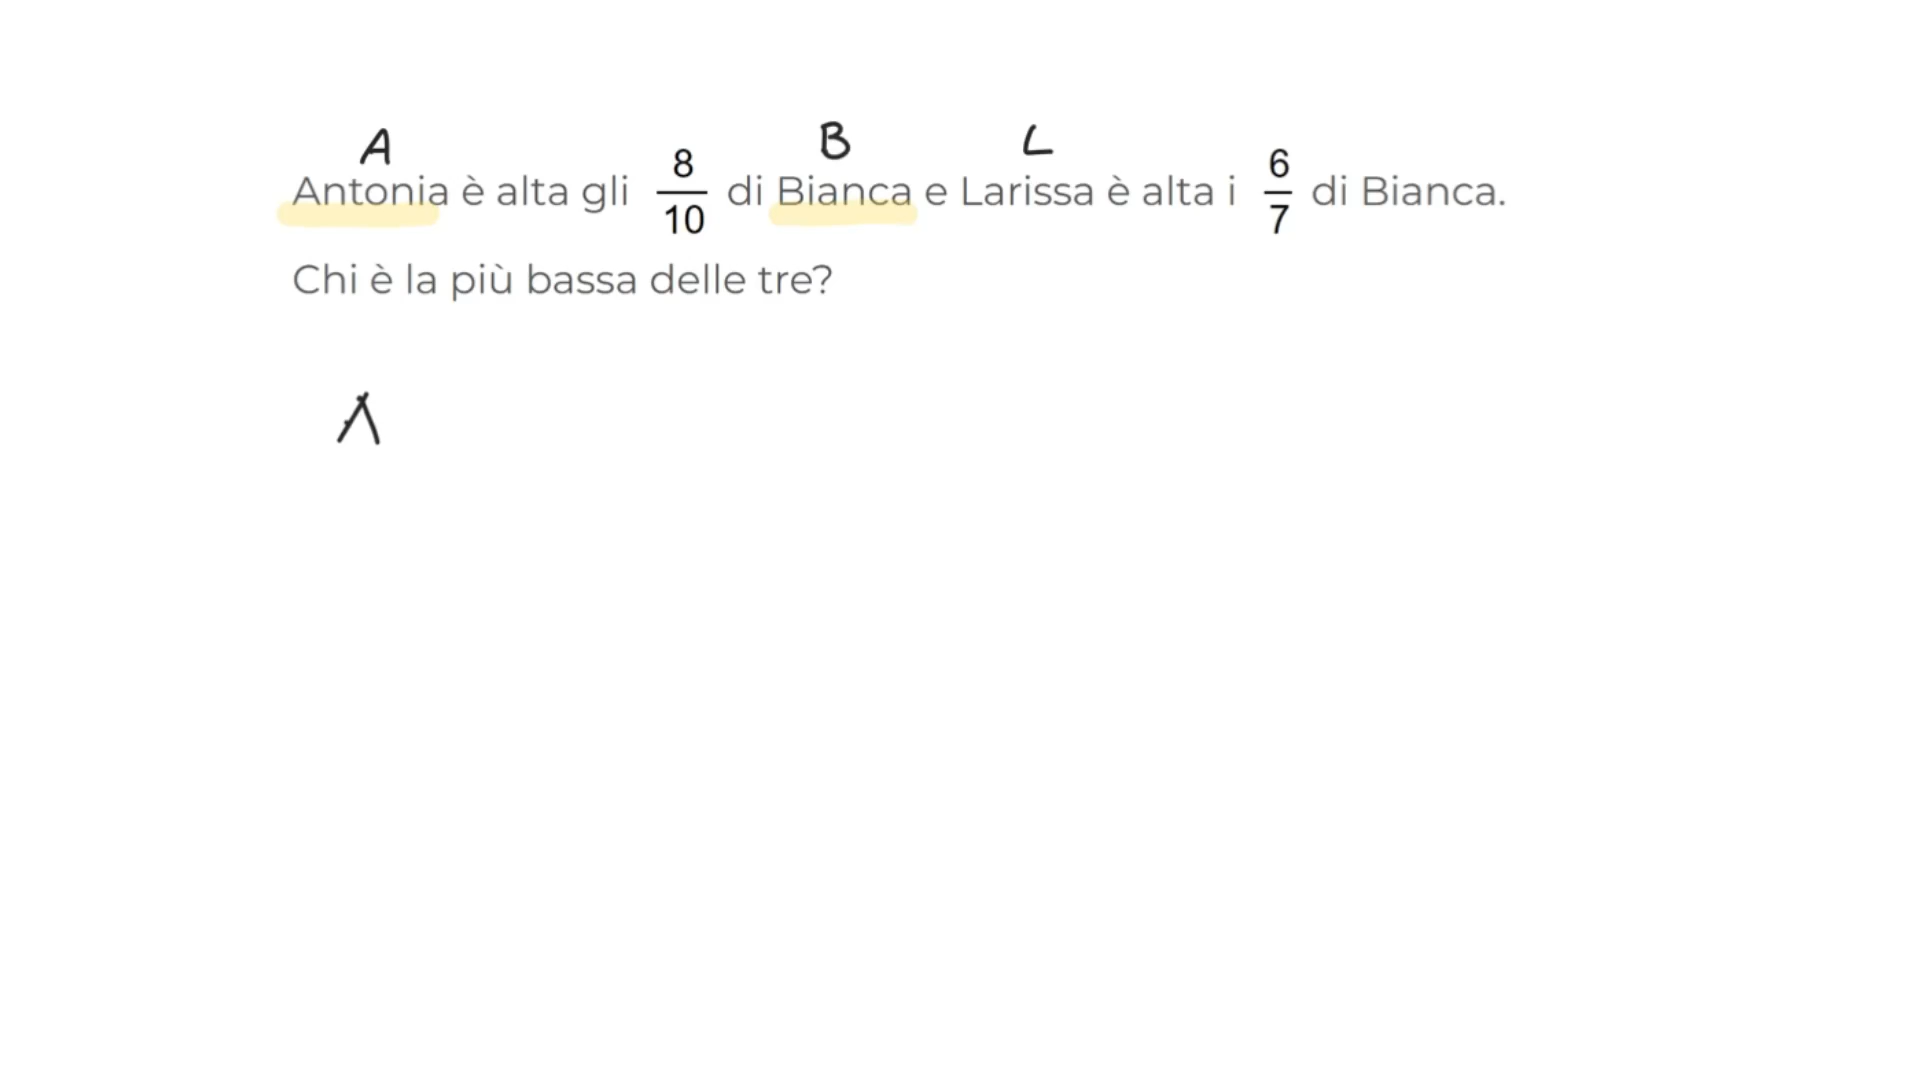 A B L
Antonia è alta gli 8/10 di Bianca e Larissa è alta i 6/7 di Bianca.
Chi è la più bassa delle tre?